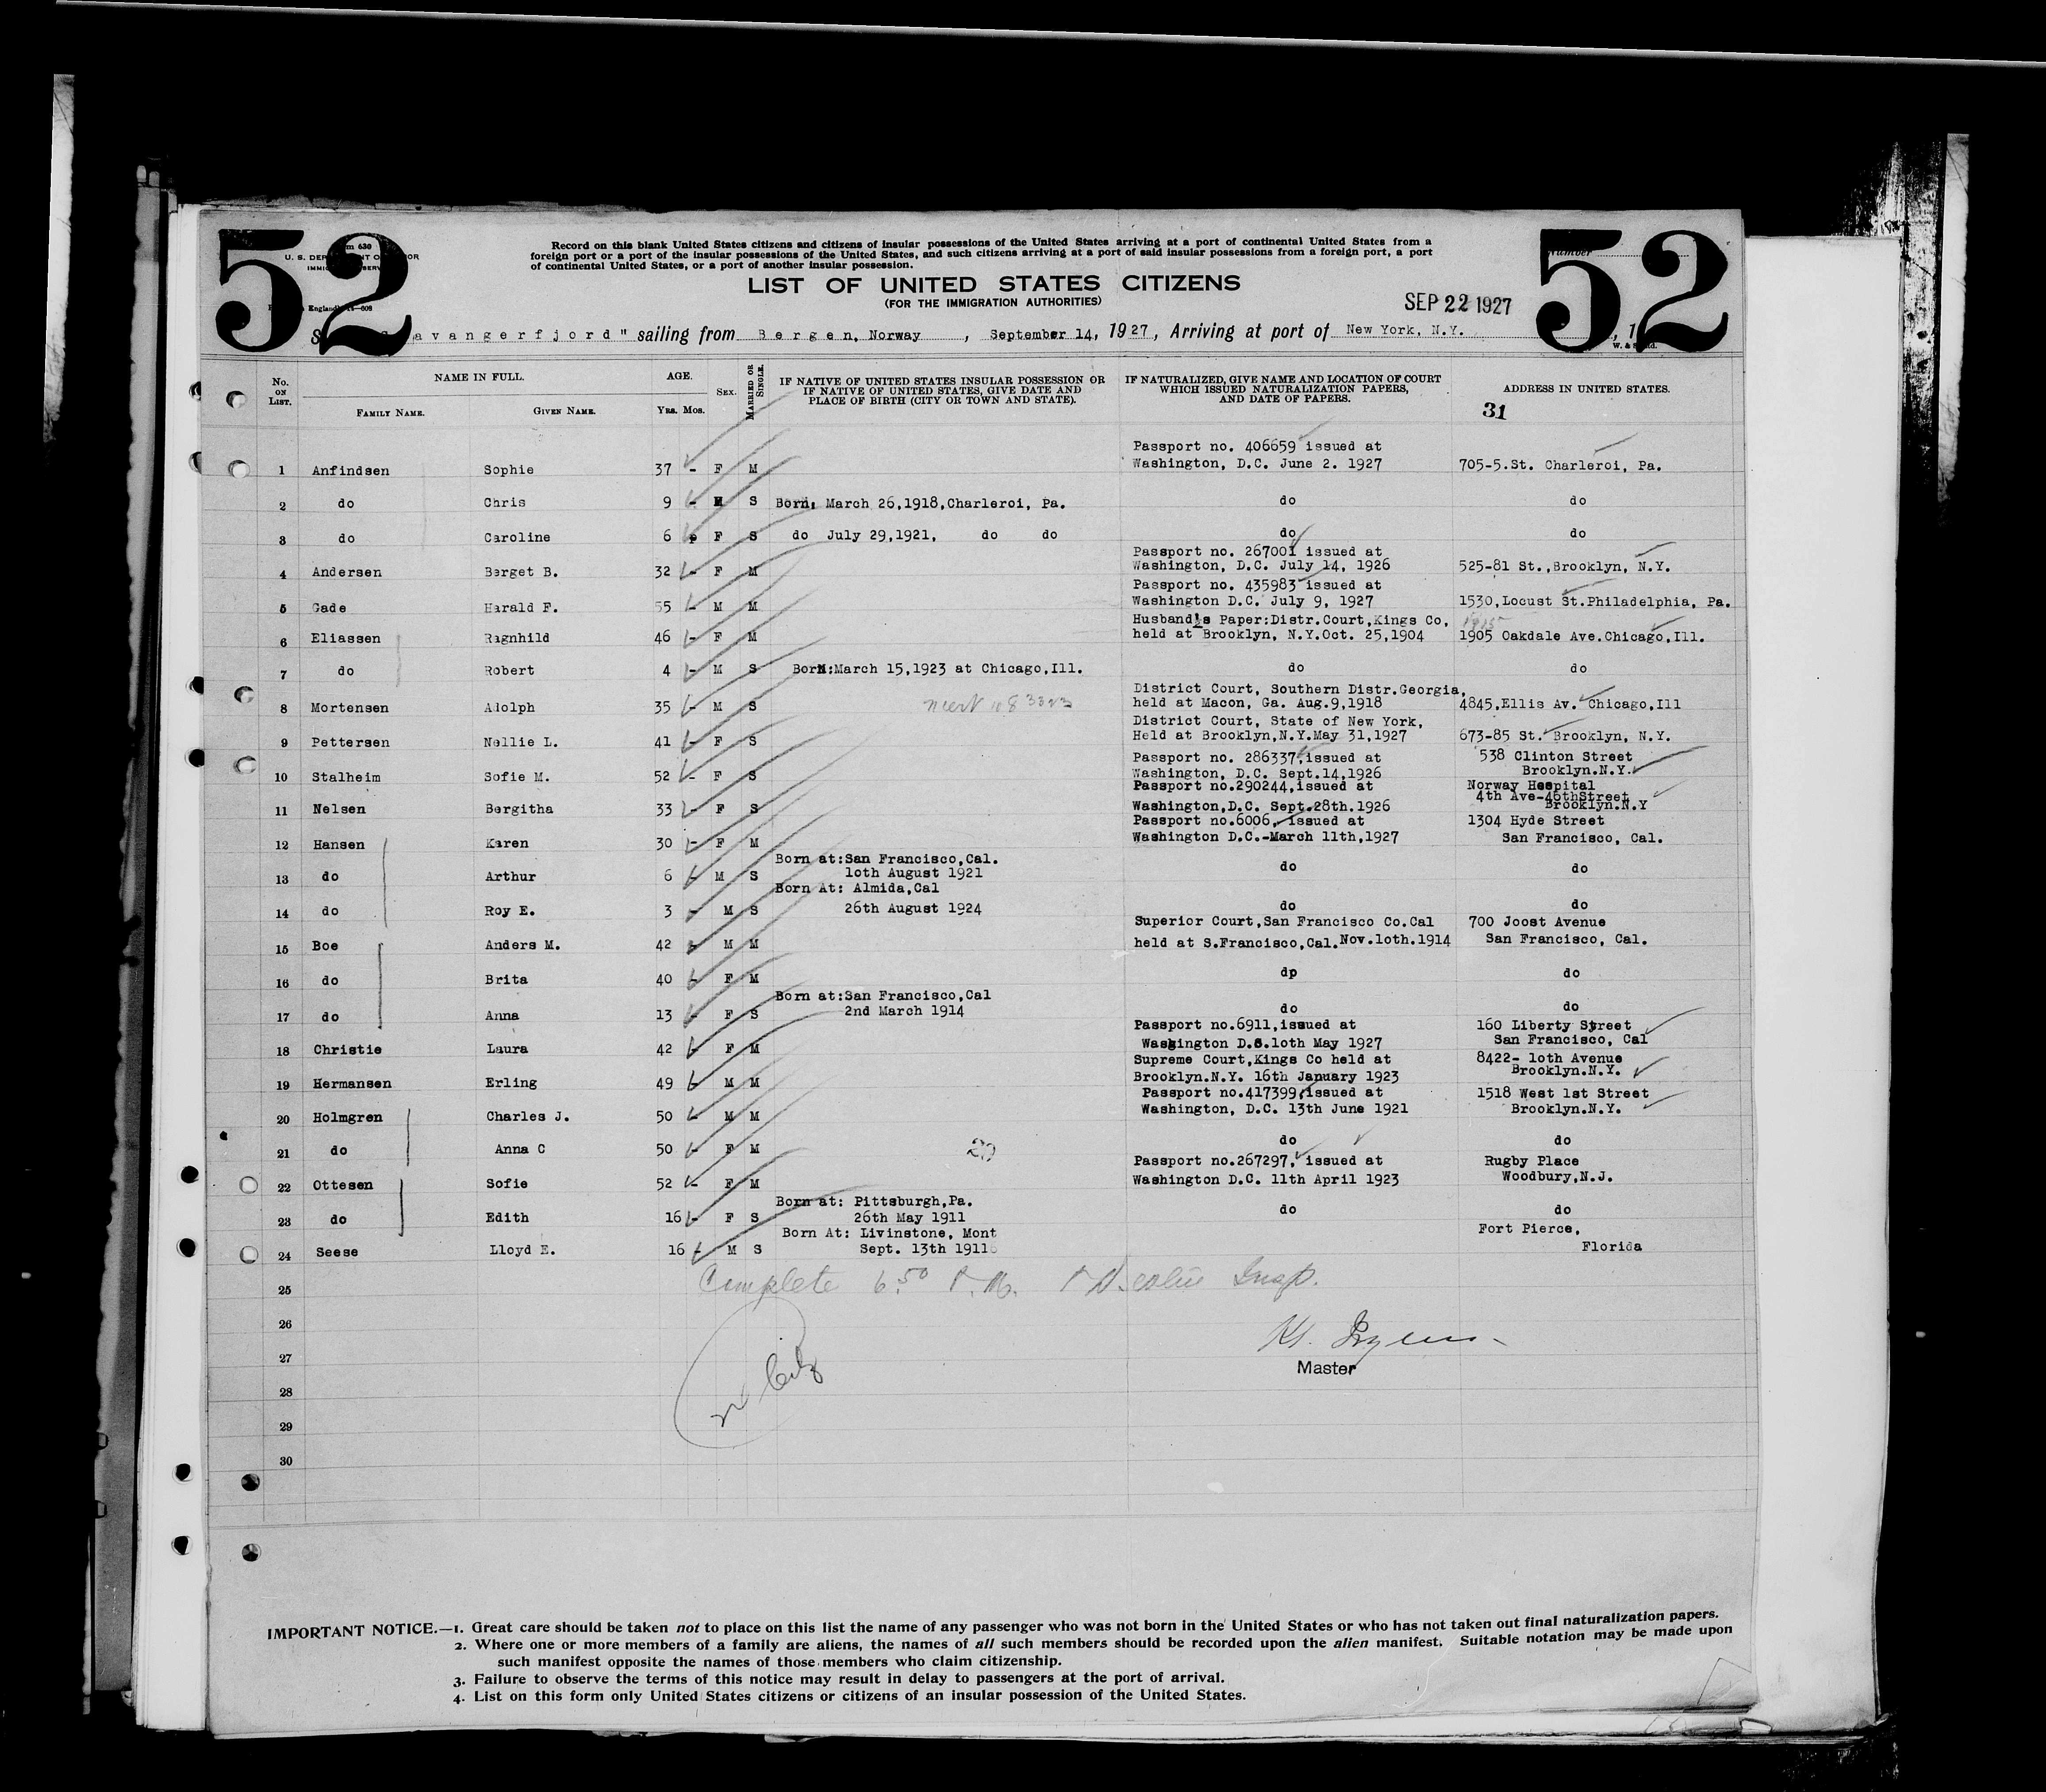 52
52
m 630
Number
U. S. DEP NT O OR
IMMIG SERV
England 14—608
Record on this blank United States citizens and citizens of insular possessions of the United States arriving at a port of continental United States from a
foreign port or a port of the insular possessions of the United States, and such citizens arriving at a port of said insular possessions from a foreign port, a port
of continental United States, or a port of another insular possession.
LIST OF UNITED STATES CITIZENS
(FOR THE IMMIGRATION AUTHORITIES)
SEP 22 1927
S avangerfjord" sailing from Bergen, Norway , September 14, 1927, Arriving at port of New York, N.Y. , 1
No. ON LIST.
NAME IN FULL.
FAMILY NAME. GIVEN NAME.
AGE.
YRS. MOS.
SEX.
MARRIED OR SINGLE.
IF NATIVE OF UNITED STATES INSULAR POSSESSION OR
IF NATIVE OF UNITED STATES, GIVE DATE AND
PLACE OF BIRTH (CITY OR TOWN AND STATE).
IF NATURALIZED, GIVE NAME AND LOCATION OF COURT
WHICH ISSUED NATURALIZATION PAPERS,
AND DATE OF PAPERS.
ADDRESS IN UNITED STATES.
31
Passport no. 406659 issued at
1 Anfindsen Sophie 37 - F M Washington, D.C. June 2. 1927 705-5.St. Charleroi, Pa.
2 do Chris 9 - M S Born: March 26,1918,Charleroi, Pa. do do
3 do Caroline 6 F S do July 29,1921, do do do do
Passport no. 267001 issued at
4 Andersen Berget B. 32 - F M Washington, D.C. July 14, 1926 525-81 St.,Brooklyn, N.Y.
Passport no. 435983 issued at
5 Gade Harald F. 55 - M M Washington D.C. July 9, 1927 1530,Locust St.Philadelphia, Pa.
Husband's Paper:Distr.Court,Kings Co,
6 Eliassen Ragnhild 46 - F M held at Brooklyn, N.Y.Oct. 25,1904 1905 Oakdale Ave.Chicago,Ill.
7 do Robert 4 - M S Born:March 15,1923 at Chicago,Ill. do do
District Court, Southern Distr.Georgia,
8 Mortensen Adolph 35 - M S held at Macon, Ga. Aug.9,1918 4845,Ellis Av. Chicago,Ill
District Court, State of New York,
9 Pettersen Nellie L. 41 - F S Held at Brooklyn,N.Y.May 31,1927 673-85 St. Brooklyn, N.Y.
Passport no. 286337,issued at 538 Clinton Street
10 Stalheim Sofie M. 52 - F S Washington, D.C. Sept.14,1926 Brooklyn.N.Y.
Passport no.290244,issued at Norway Hospital
4th Ave-46thStreet
11 Nelsen Bergitha 33 - F S Washington,D.C. Sept.28th.1926 Brooklyn.N.Y
Passport no.6006, issued at 1304 Hyde Street
12 Hansen Karen 30 - F M Washington D.C.-March 11th,1927 San Francisco, Cal.
Born at:San Francisco,Cal.
13 do Arthur 6 - M S 1oth August 1921 do do
Born At: Almida,Cal
14 do Roy E. 3 - M S 26th August 1924 do do
Superior Court,San Francisco Co.Cal 700 Joost Avenue
15 Boe Anders M. 42 - M M held at S.Francisco,Cal.Nov.1oth.1914 San Francisco, Cal.
16 do Brita 40 - F M dp do
Born at:San Francisco,Cal
17 do Anna 13 - F S 2nd March 1914 do do
Passport no.6911,issued at 160 Liberty Street
18 Christie Laura 42 - F M Washington D.C.1oth May 1927 San Francisco, Cal
Supreme Court,Kings Co held at 8422- 1oth Avenue
19 Hermansen Erling 49 - M M Brooklyn.N.Y. 16th January 1923 Brooklyn.N.Y.
Passport no.417399,issued at 1518 West 1st Street
20 Holmgren Charles J. 50 - M M Washington, D.C. 13th June 1921 Brooklyn.N.Y.
21 do Anna C 50 - F M do do
Passport no.267297, issued at Rugby Place
22 Ottesen Sofie 52 - F M Washington D.C. 11th April 1923 Woodbury,N.J.
Born at: Pittsburgh,Pa.
23 do Edith 16 - F S 26th May 1911 do do
Born At: Livinstone, Mont Fort Pierce,
24 Seese Lloyd E. 16 - M S Sept. 13th 1911 Florida
25 Complete 6.50 P.M. Insp.
26
27
Master
28
29
30
IMPORTANT NOTICE.—1. Great care should be taken not to place on this list the name of any passenger who was not born in the United States or who has not taken out final naturalization papers.
2. Where one or more members of a family are aliens, the names of all such members should be recorded upon the alien manifest. Suitable notation may be made upon
such manifest opposite the names of those members who claim citizenship.
3. Failure to observe the terms of this notice may result in delay to passengers at the port of arrival.
4. List on this form only United States citizens or citizens of an insular possession of the United States.